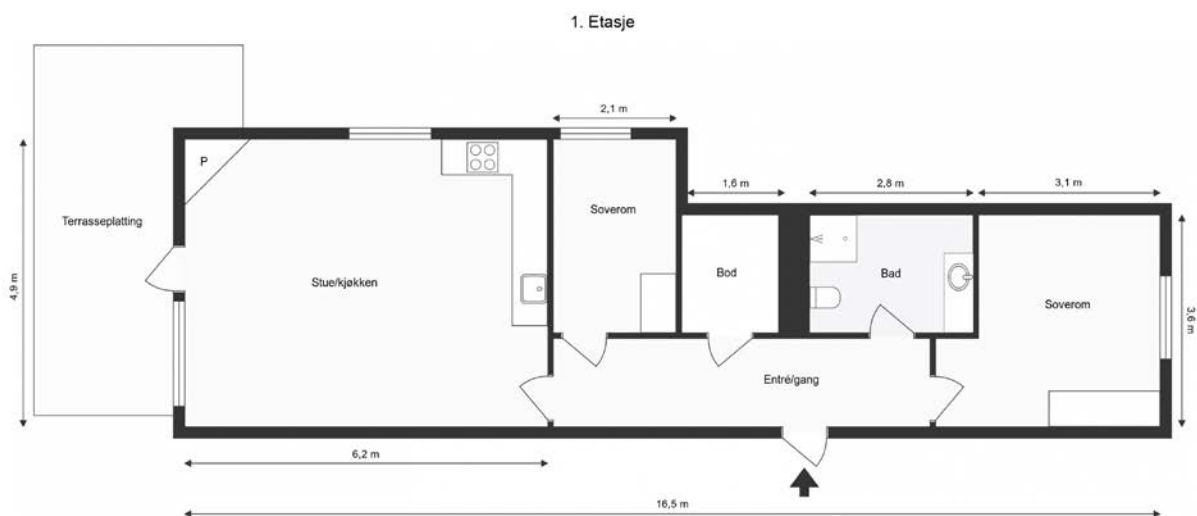 1. Etasje
2,1 m
1,6 m
2,8 m
3,1 m
P
Terrasseplatting
Soverom
Stue/kjøkken
Bod
Bad
Soverom
4,9 m
3,6 m
Entré/gang
6,2 m
16,5 m